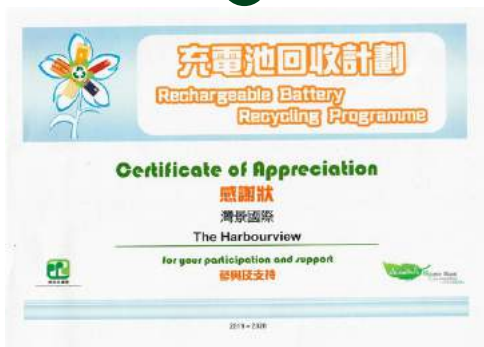 充電池回收計劃
Rechargeable Battery
Recycling Programme
Certificate of Appreciation
感謝狀
灣景國際
The Harbourview
for your participation and support
參與及支持